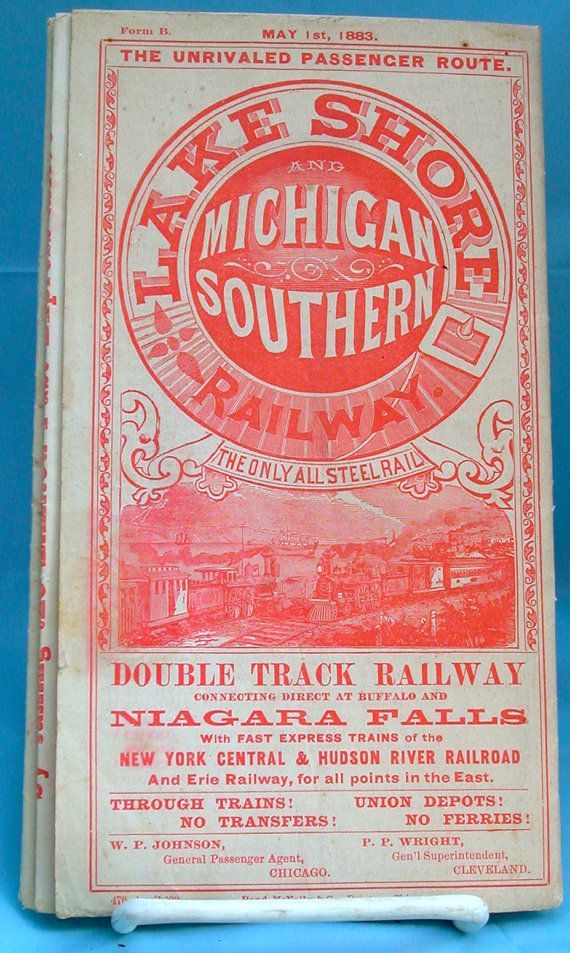 Form B.
MAY 1st, 1883.
THE UNRIVALED PASSENGER ROUTE.
LAKE SHORE
AND
MICHIGAN
SOUTHERN
RAILWAY.
THE ONLY ALL STEEL RAIL
DOUBLE TRACK RAILWAY
CONNECTING DIRECT AT BUFFALO AND
NIAGARA FALLS
With FAST EXPRESS TRAINS of the
NEW YORK CENTRAL & HUDSON RIVER RAILROAD
And Erie Railway, for all points in the East.
THROUGH TRAINS! UNION DEPOTS!
NO TRANSFERS! NO FERRIES!
W. P. JOHNSON, P. P. WRIGHT,
General Passenger Agent, Gen'l Superintendent,
CHICAGO. CLEVELAND.